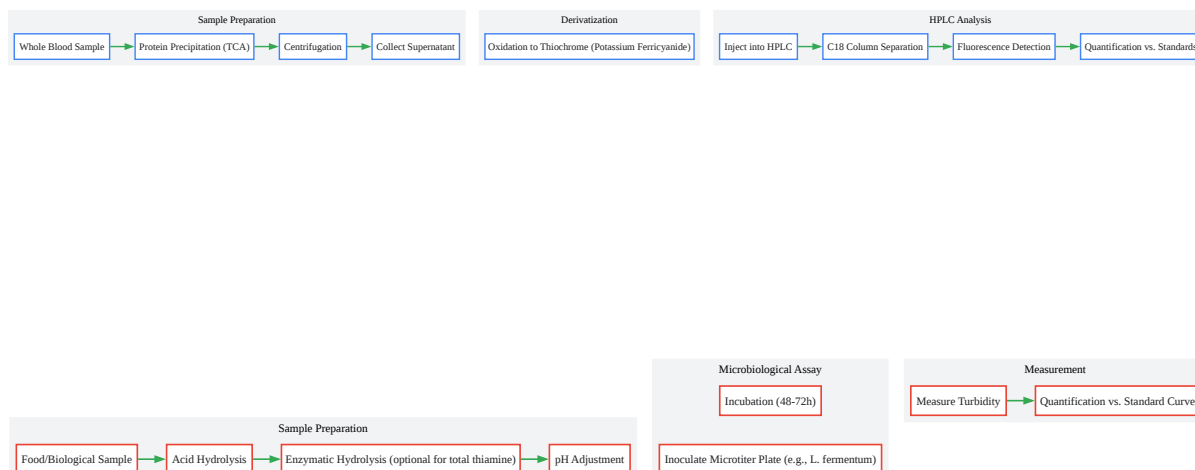 Sample Preparation
Whole Blood Sample
Protein Precipitation (TCA)
Centrifugation
Collect Supernatant
Derivatization
Oxidation to Thiochrome (Potassium Ferricyanide)
HPLC Analysis
Inject into HPLC
C18 Column Separation
Fluorescence Detection
Quantification vs. Standards
Microbiological Assay
Incubation (48-72h)
Inoculate Microtiter Plate (e.g., L. fermentum)
Measurement
Measure Turbidity
Quantification vs. Standard Curve
Sample Preparation
Food/Biological Sample
Acid Hydrolysis
Enzymatic Hydrolysis (optional for total thiamine)
pH Adjustment